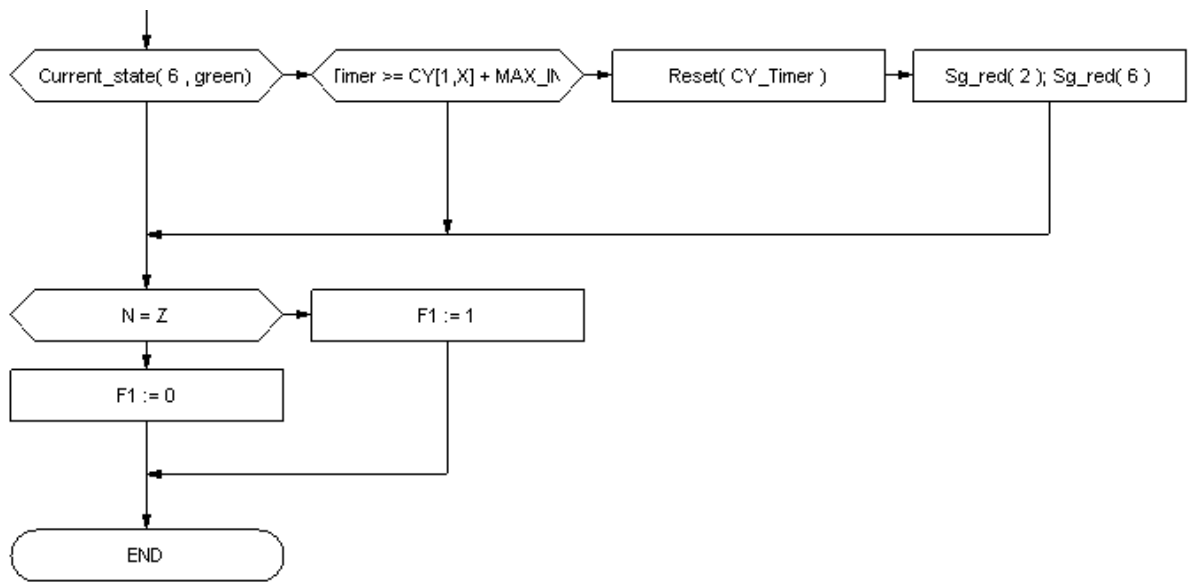 Current_state( 6 , green)
Timer >= CY[1,X] + MAX_IN
Reset( CY_Timer )
Sg_red( 2 ); Sg_red( 6 )
N = Z
F1 := 1
F1 := 0
END